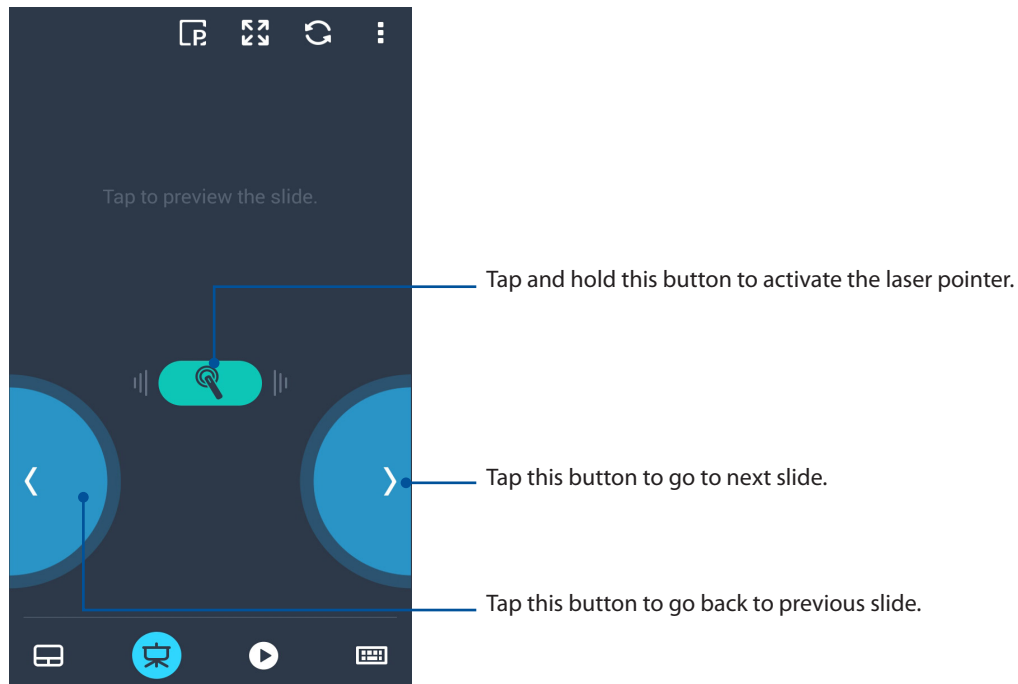 P
Tap to preview the slide.
Tap and hold this button to activate the laser pointer.
Tap this button to go to next slide.
Tap this button to go back to previous slide.